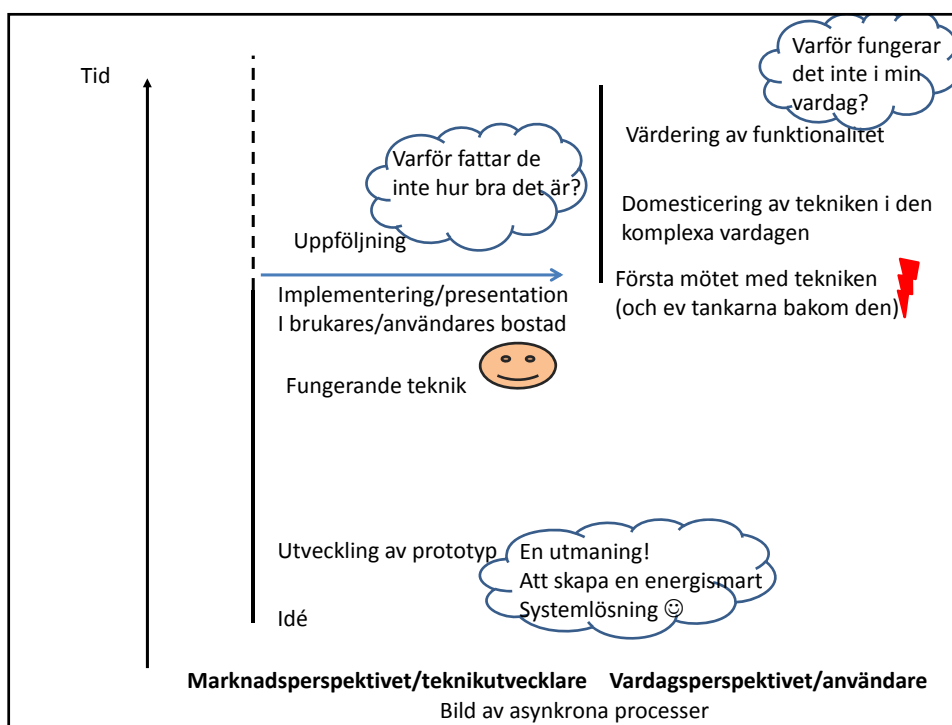 Varför fungerar
det inte i min
vardag?
Tid
Värdering av funktionalitet
Varför fattar de
inte hur bra det är?
Domesticering av tekniken i den
komplexa vardagen
Uppföljning
Första mötet med tekniken
(och ev tankarna bakom den)
Implementering/presentation
I brukares/användares bostad
Fungerande teknik
Utveckling av prototyp
En utmaning!
Att skapa en energismart
Systemlösning ☺
Idé
Marknadsperspektivet/teknikutvecklare Vardagsperspektivet/användare
Bild av asynkrona processer